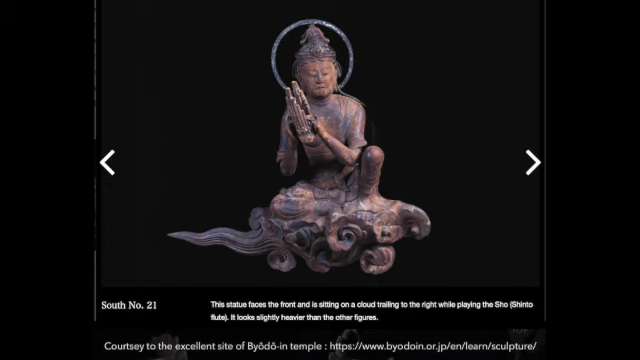 South No. 21
This statue faces the front and is sitting on a cloud trailing to the right while playing the Sho (Shinto
flute). It looks slightly heavier than the other figures.
TOP
Courtsey to the excellent site of Byōdō-in temple : https://www.byodoin.or.jp/en/learn/sculpture/